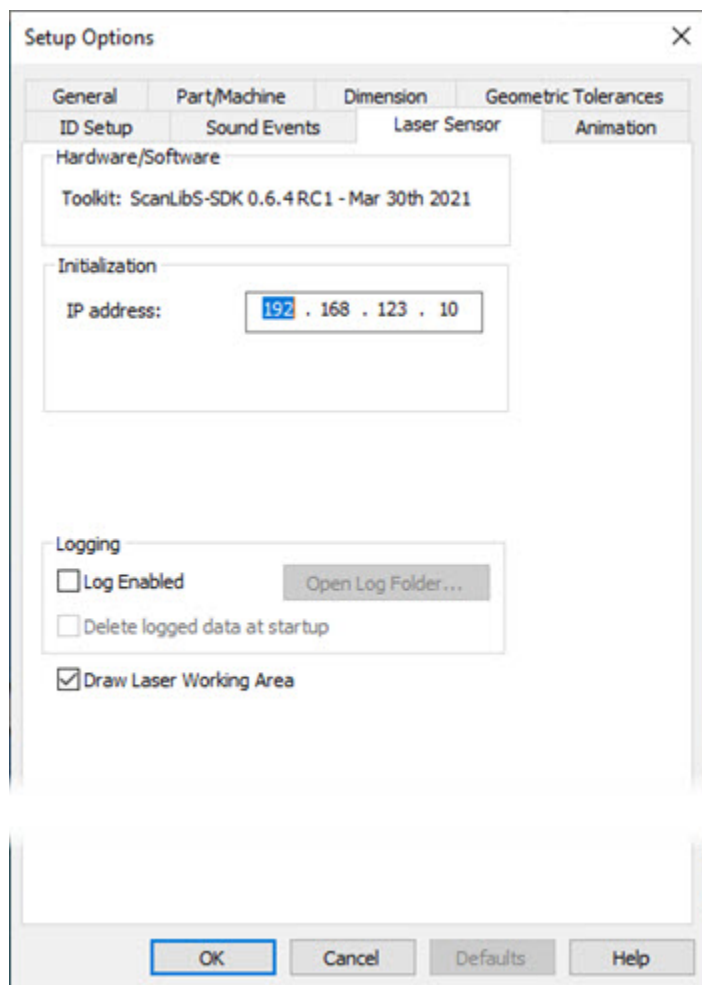 Setup Options
General Part/Machine Dimension Geometric Tolerances
ID Setup Sound Events Laser Sensor Animation
Hardware/Software
Toolkit: ScanLibS-SDK 0.6.4 RC1 - Mar 30th 2021
Initialization
IP address: 192 . 168 . 123 . 10
Logging
Log Enabled Open Log Folder...
Delete logged data at startup
Draw Laser Working Area
OK Cancel Defaults Help